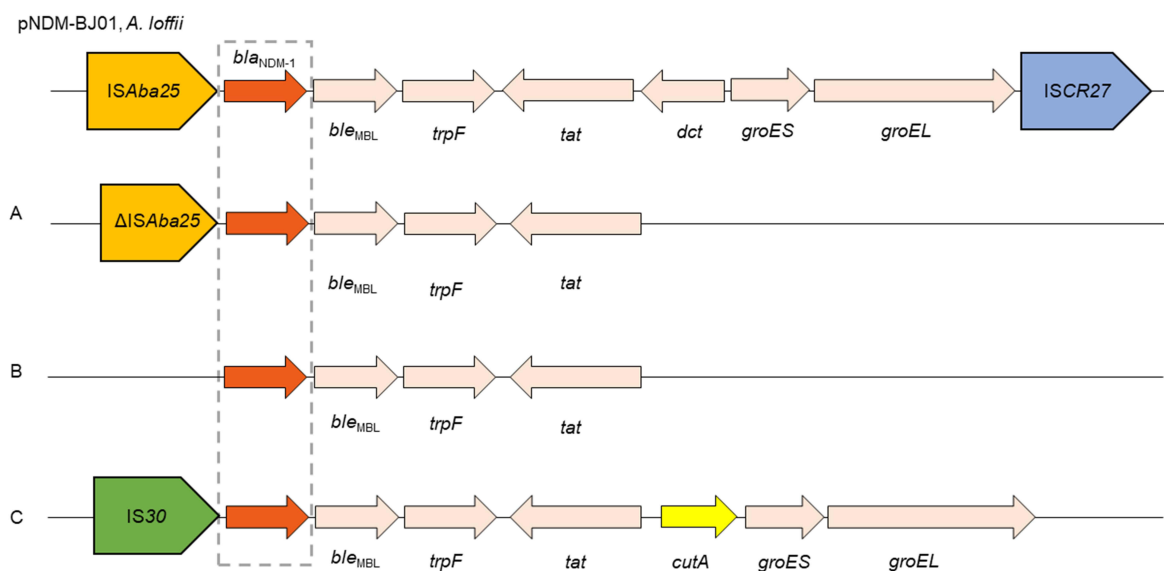 pNDM-BJ01, A. loffii
blaNDM-1
ISAba25
ISCR27
bleMBL trpF tat dct groES groEL
A
ΔISAba25
bleMBL trpF tat
B
bleMBL trpF tat
C
IS30
bleMBL trpF tat cutA groES groEL